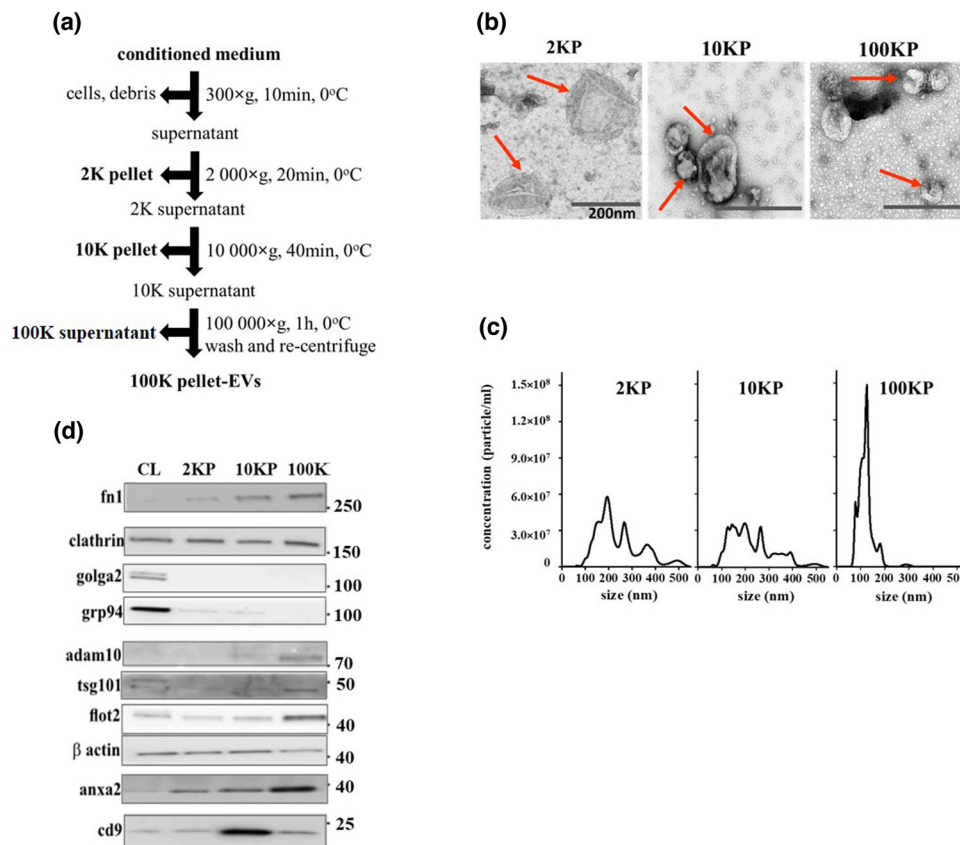 (a)
conditioned medium
cells, debris 300×g, 10min, 0°C
supernatant
2K pellet 2 000×g, 20min, 0°C
2K supernatant
10K pellet 10 000×g, 40min, 0°C
10K supernatant
100K supernatant 100 000×g, 1h, 0°C
wash and re-centrifuge
100K pellet-EVs
(b)
2KP 10KP 100KP
200nm
(c)
2KP 10KP 100KP
concentration (particle/ml)
1.5×10⁸
1.2×10⁸
9.0×10⁷
6.0×10⁷
3.0×10⁷
0
0 100 200 300 400 500 0 100 200 300 400 500 0 100 200 300 400 500
size (nm) size (nm) size (nm)
(d)
CL 2KP 10KP 100K
fn1 250
clathrin 150
golga2 100
grp94 100
adam10 70
tsg101 50
flot2 40
β actin 40
anxa2 40
cd9 25